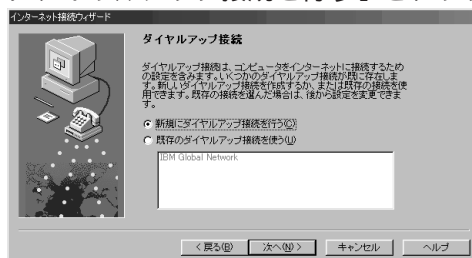 インターネット接続ウィザード
ダイヤルアップ接続
ダイヤルアップ接続は、コンピュータをインターネットに接続するため
の設定を含みます。いくつかのダイヤルアップ接続が既に存在しま
す。新しいダイヤルアップ接続を作成するか、または既存の接続を使
用できます。既存の接続を選んだ場合は、後から設定を変更できま
す。
新規にダイヤルアップ接続を行う(C)
既存のダイヤルアップ接続を使う(U)
IBM Global Network
< 戻る(B)
次へ(N) >
キャンセル
ヘルプ